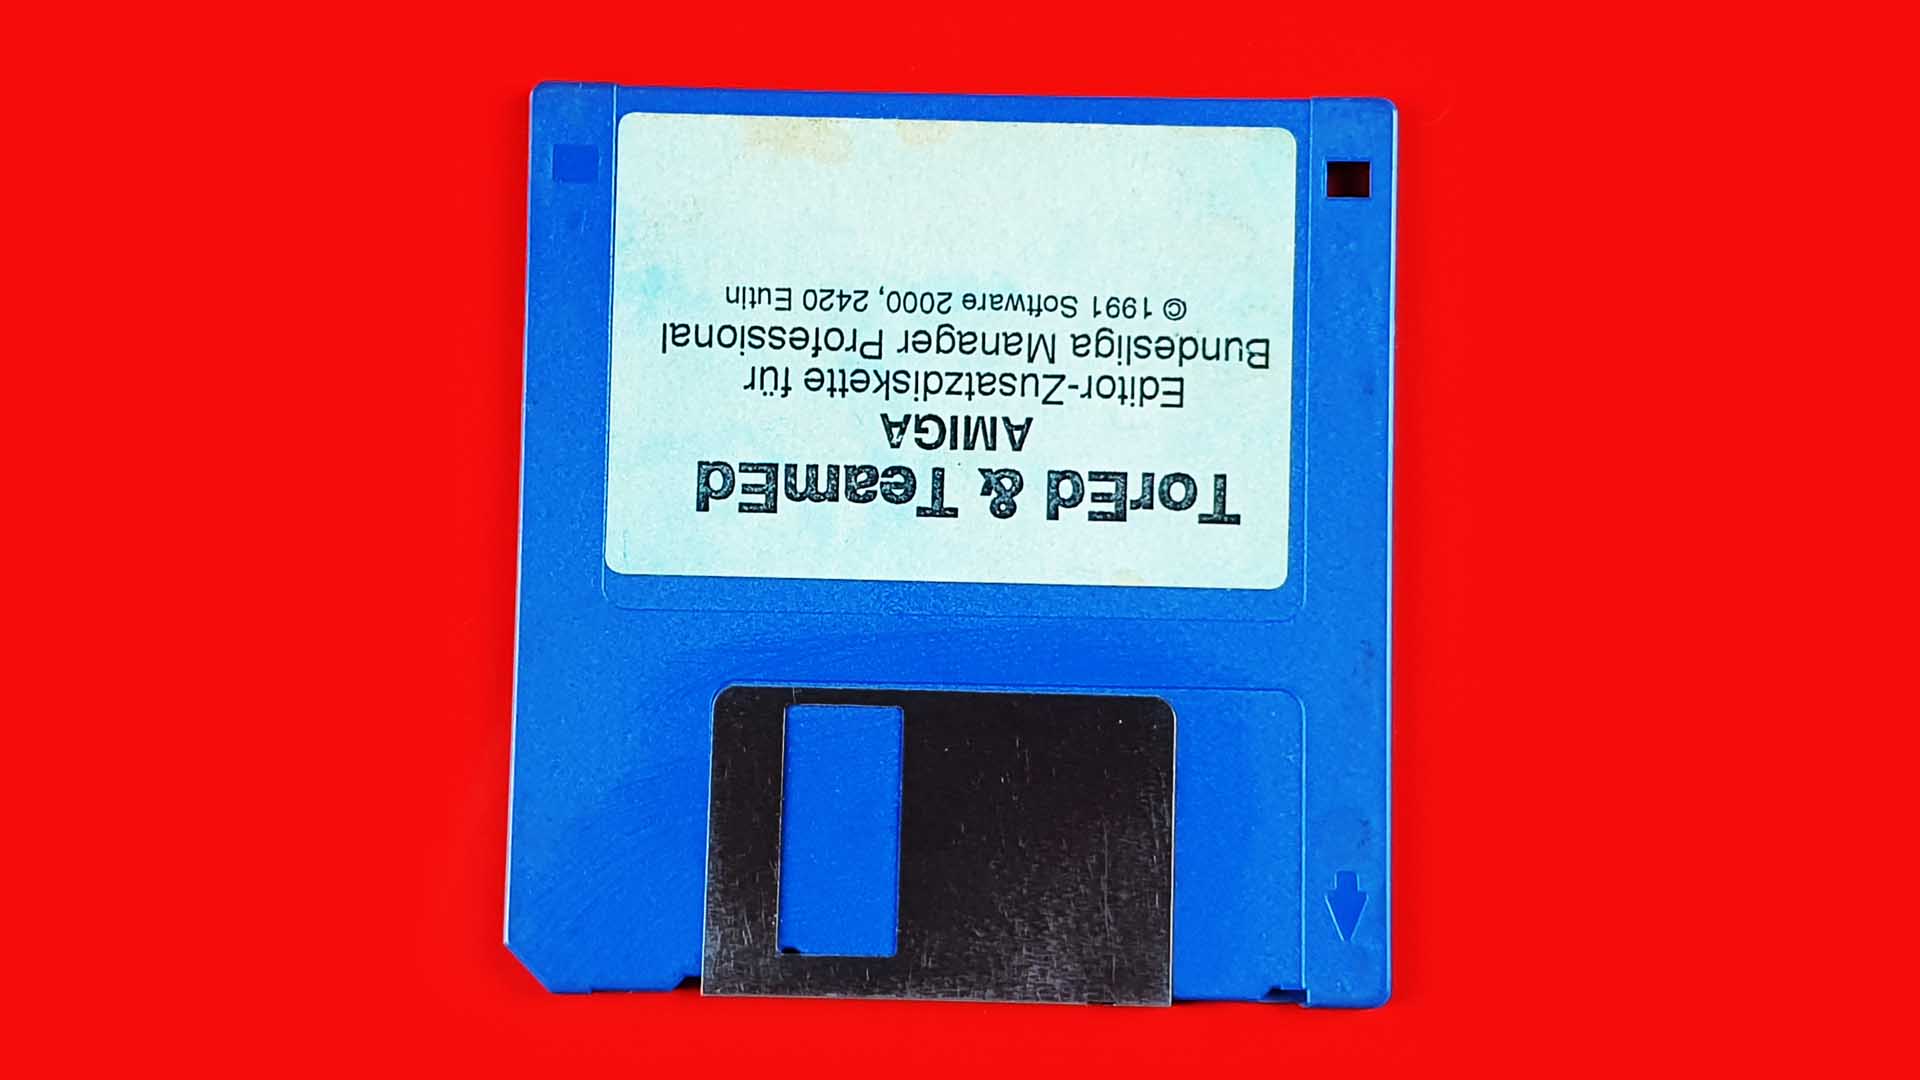 TorEd & TeamEd
AMIGA
Editor-Zusatzdiskette für
Bundesliga Manager Professional
© 1991 Software 2000, 2420 Eutin